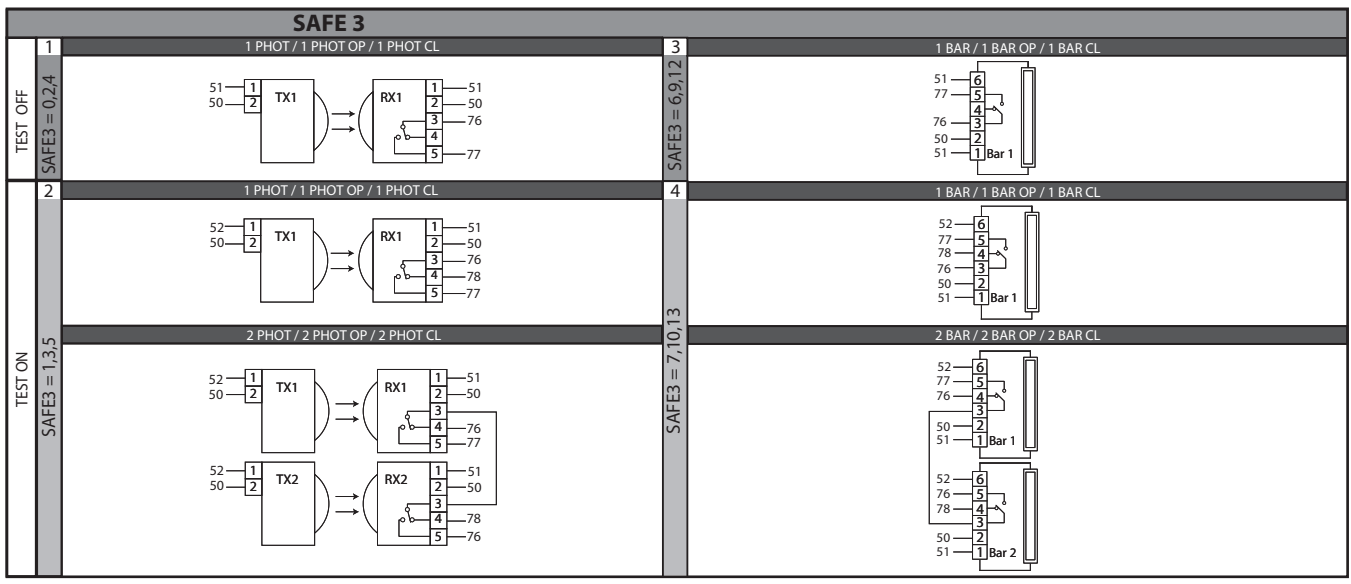 SAFE 3
TEST OFF
1
SAFE3 = 0,2,4
1 PHOT / 1 PHOT OP / 1 PHOT CL
51 1
50 2
TX1
RX1
1 51
2 50
3 76
4
5 77
3
SAFE3 = 6,9,12
1 BAR / 1 BAR OP / 1 BAR CL
51 6
77 5
4
76 3
50 2
51 1 Bar 1
TEST ON
2
SAFE3 = 1,3,5
1 PHOT / 1 PHOT OP / 1 PHOT CL
52 1
50 2
TX1
RX1
1 51
2 50
3 76
4 78
5 77
2 PHOT / 2 PHOT OP / 2 PHOT CL
52 1
50 2
TX1
RX1
1 51
2 50
3
4 76
5 77
52 1
50 2
TX2
RX2
1 51
2 50
3
4 78
5 76
4
SAFE3 = 7,10,13
1 BAR / 1 BAR OP / 1 BAR CL
52 6
77 5
78 4
76 3
50 2
51 1 Bar 1
2 BAR / 2 BAR OP / 2 BAR CL
52 6
77 5
76 4
3
50 2
51 1 Bar 1
52 6
76 5
78 4
3
50 2
51 1 Bar 2